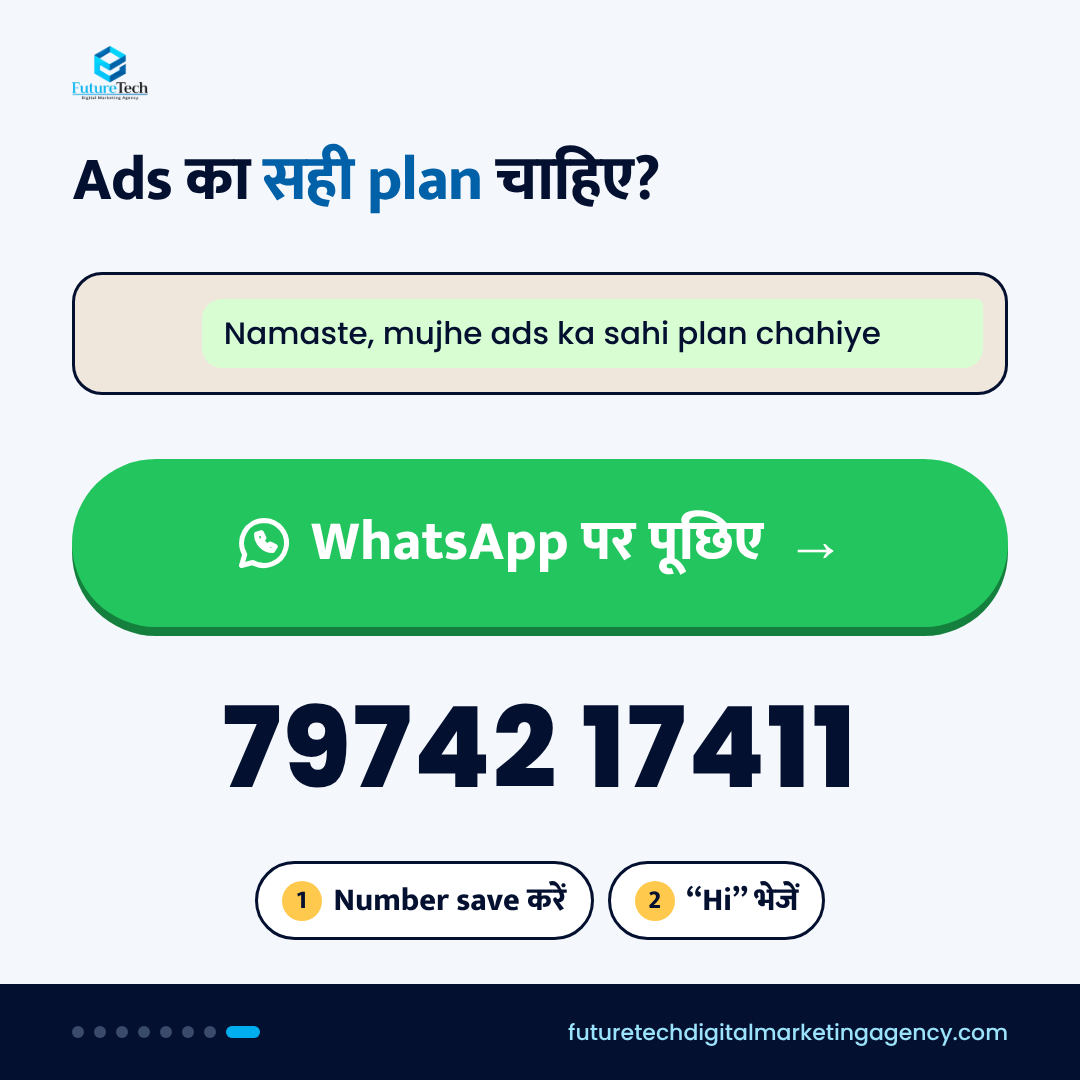 FutureTech
Digital Marketing Agency
Ads का सही plan चाहिए?
Namaste, mujhe ads ka sahi plan chahiye
WhatsApp पर पूछिए →
79742 17411
1 Number save करें
2 “Hi” भेजें
futuretechdigitalmarketingagency.com